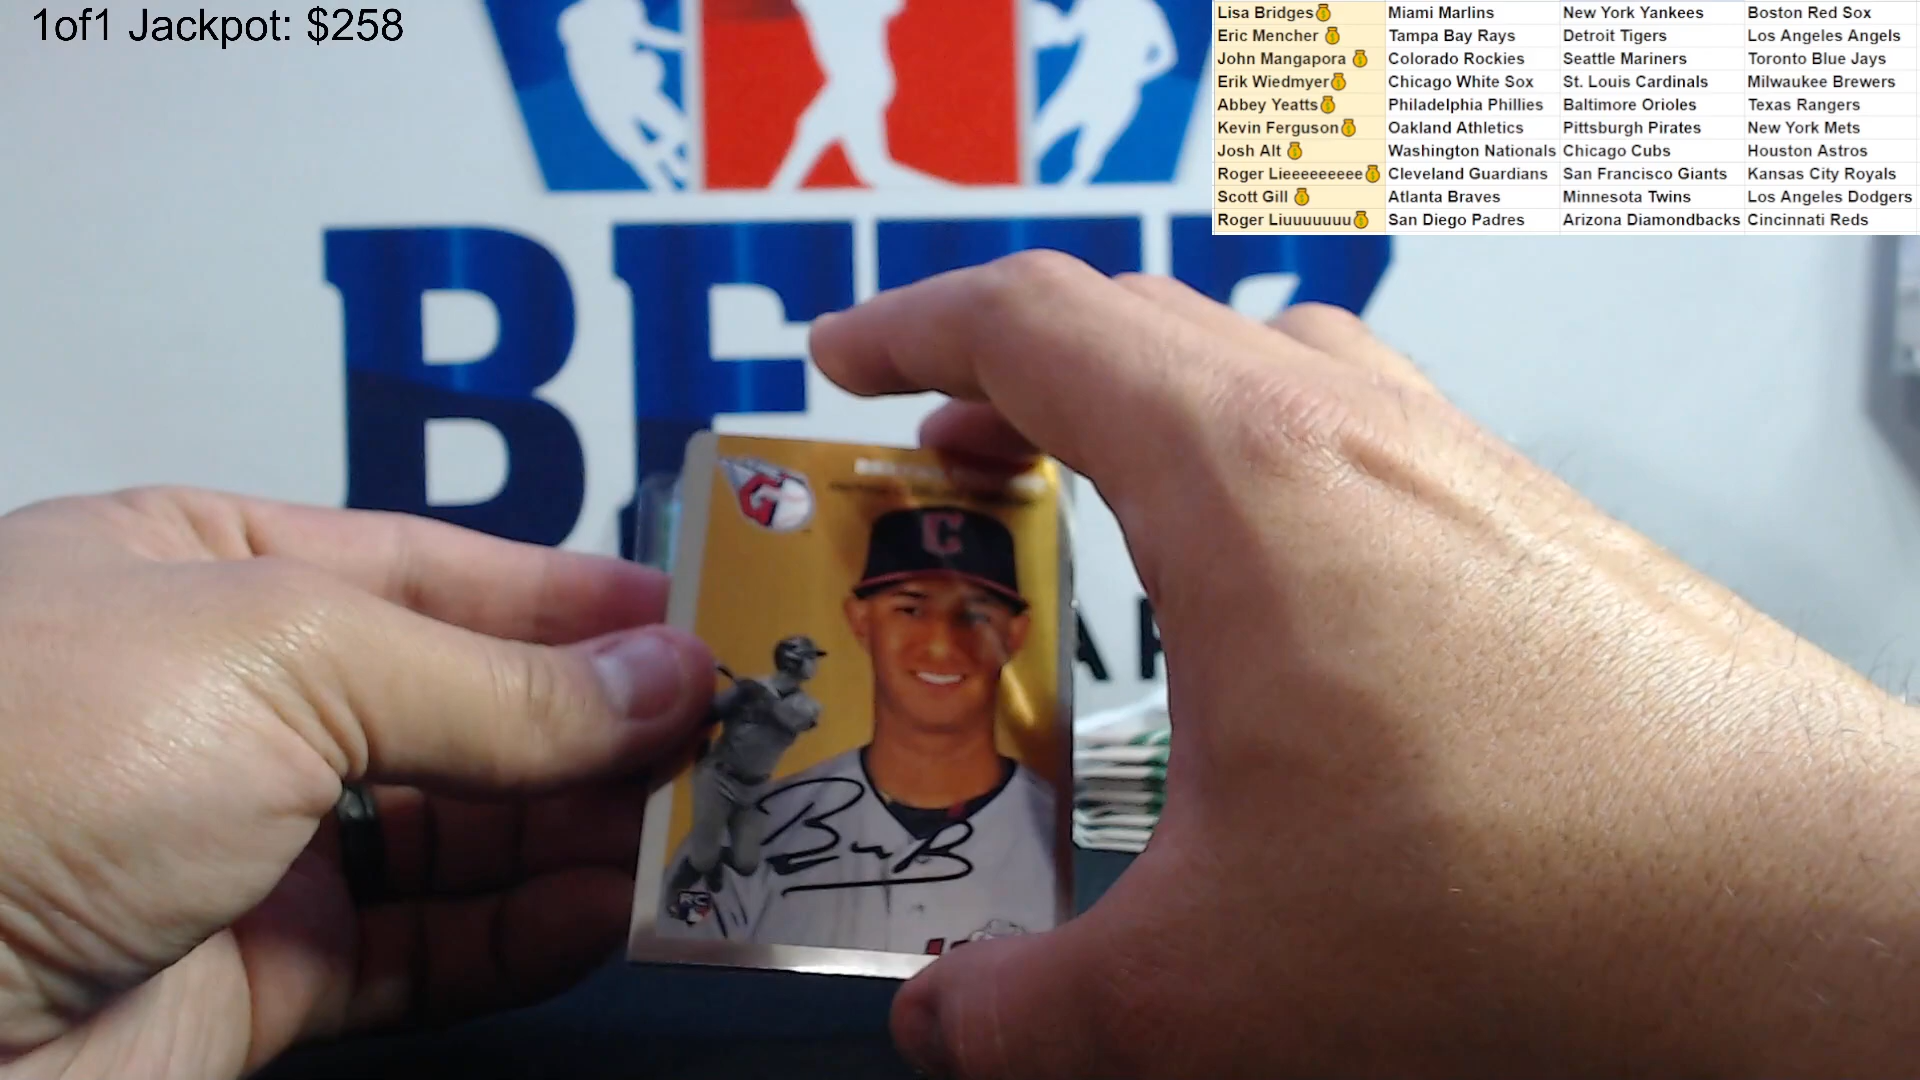 1of1 Jackpot: $258
Lisa Bridges Miami Marlins New York Yankees Boston Red Sox
Eric Mencher Tampa Bay Rays Detroit Tigers Los Angeles Angels
John Mangapora Colorado Rockies Seattle Mariners Toronto Blue Jays
Erik Wiedmyer Chicago White Sox St. Louis Cardinals Milwaukee Brewers
Abbey Yeatts Philadelphia Phillies Baltimore Orioles Texas Rangers
Kevin Ferguson Oakland Athletics Pittsburgh Pirates New York Mets
Josh Alt Washington Nationals Chicago Cubs Houston Astros
Roger Lieeeeeeeee Cleveland Guardians San Francisco Giants Kansas City Royals
Scott Gill Atlanta Braves Minnesota Twins Los Angeles Dodgers
Roger Liuuuuuuu San Diego Padres Arizona Diamondbacks Cincinnati Reds
C
RC